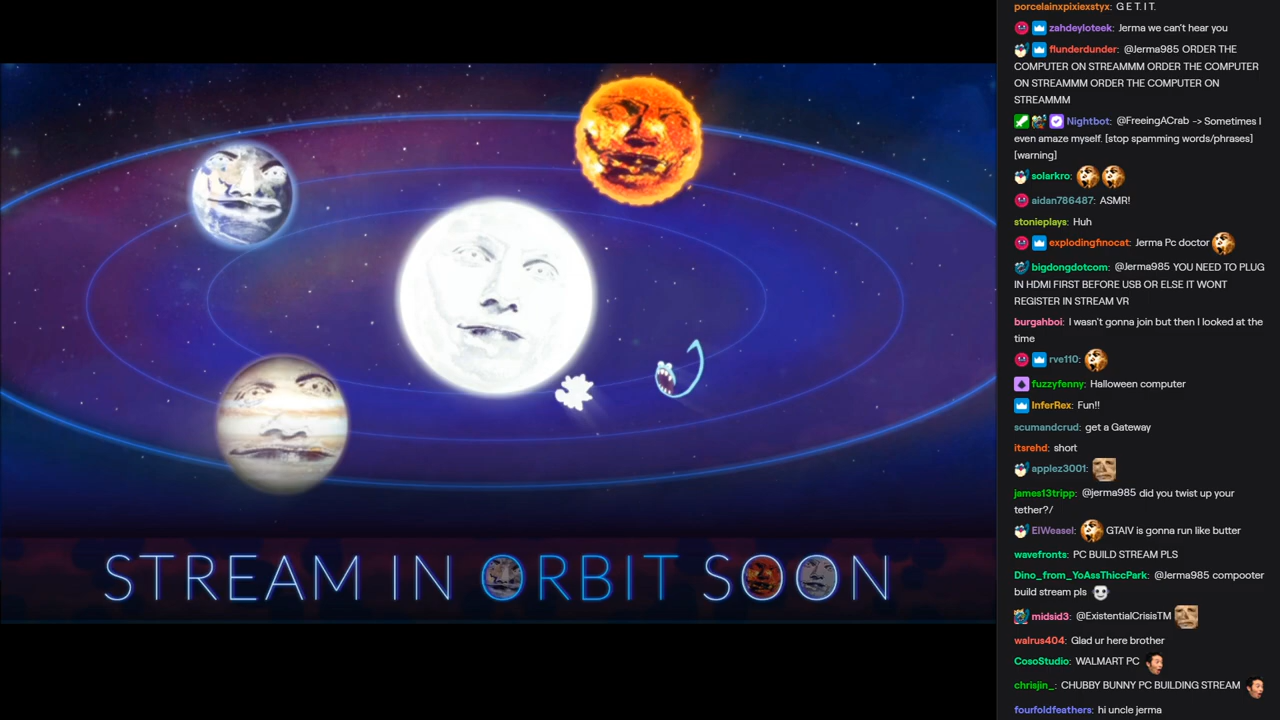 STREAM IN ORBIT SOON
porcelainxpixiexstyx: G E T. I T.
zahdeyloteek: Jerma we can't hear you
flunderdunder: @Jerma985 ORDER THE
COMPUTER ON STREAMMM ORDER THE COMPUTER
ON STREAMMM ORDER THE COMPUTER ON
STREAMMM
Nightbot: @FreeingACrab -> Sometimes I
even amaze myself. [stop spamming words/phrases]
[warning]
solarkro:
aidan786487: ASMR!
stonieplays: Huh
explodingfinocat: Jerma Pc doctor
bigdongdotcom: @Jerma985 YOU NEED TO PLUG
IN HDMI FIRST BEFORE USB OR ELSE IT WONT
REGISTER IN STREAM VR
burgahboi: I wasn't gonna join but then I looked at the
time
rve110:
fuzzyfenny: Halloween computer
InferRex: Fun!!
scumandcrud: get a Gateway
itsrehd: short
applez3001:
james13tripp: @jerma985 did you twist up your
tether?/
ElWeasel: GTAIV is gonna run like butter
wavefronts: PC BUILD STREAM PLS
Dino_from_YoAssThiccPark: @Jerma985 compooter
build stream pls
midsid3: @ExistentialCrisisTM
walrus404: Glad ur here brother
CosoStudio: WALMART PC
chrisjin_: CHUBBY BUNNY PC BUILDING STREAM
fourfoldfeathers: hi uncle jerma